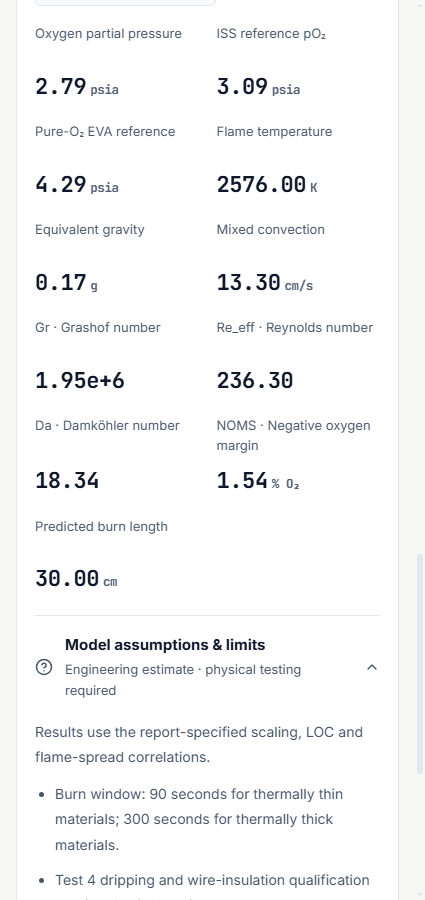 Oxygen partial pressure
ISS reference pO₂
2.79 psia
3.09 psia
Pure-O₂ EVA reference
Flame temperature
4.29 psia
2576.00 K
Equivalent gravity
Mixed convection
0.17 g
13.30 cm/s
Gr · Grashof number
Re_eff · Reynolds number
1.95e+6
236.30
Da · Damköhler number
NOMS · Negative oxygen
margin
18.34
1.54 % O₂
Predicted burn length
30.00 cm
Model assumptions & limits
Engineering estimate · physical testing
required
Results use the report-specified scaling, LOC and
flame-spread correlations.
• Burn window: 90 seconds for thermally thin
materials; 300 seconds for thermally thick
materials.
• Test 4 dripping and wire-insulation qualification